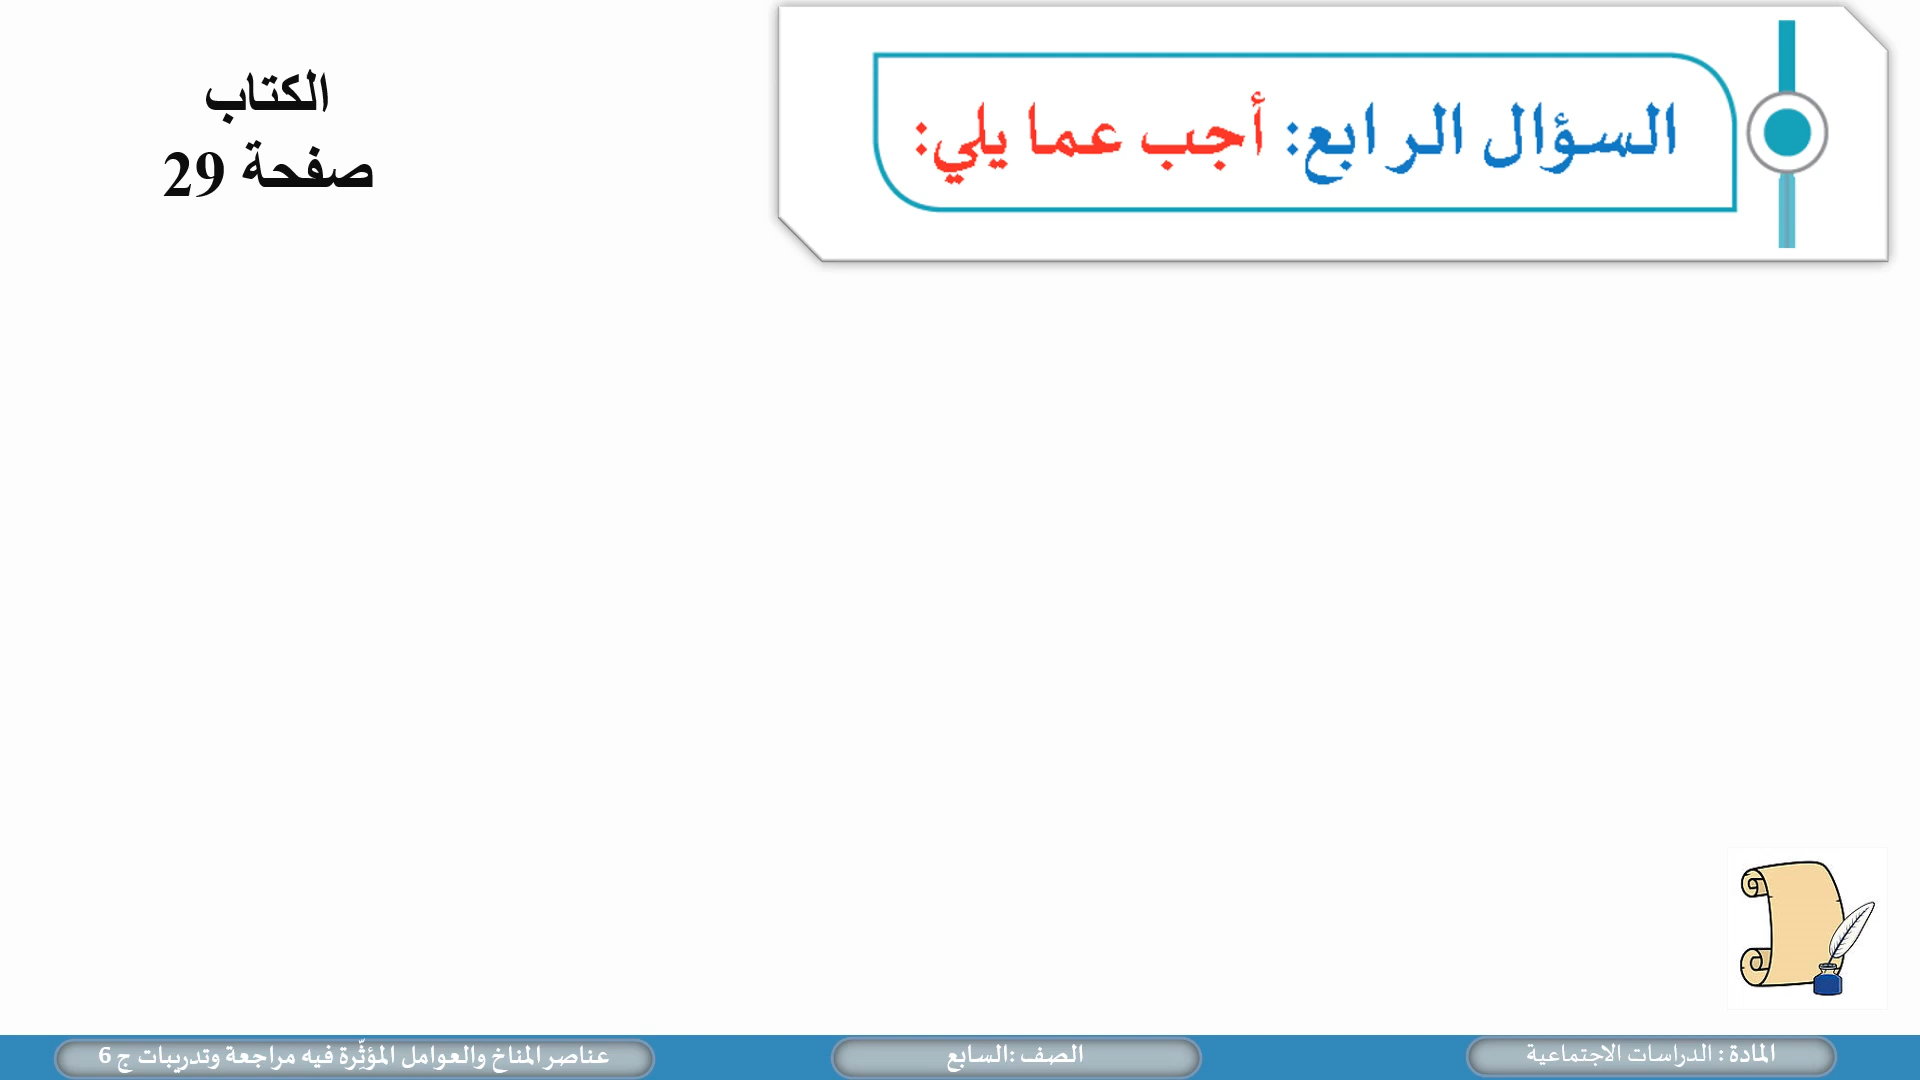 السؤال الرابع: أجب عما يلي:
الكتاب
صفحة 29
المادة : الدراسات الاجتماعية
الصف :السابع
عناصر المناخ والعوامل المؤثِّرة فيه مراجعة وتدريبات ج 6